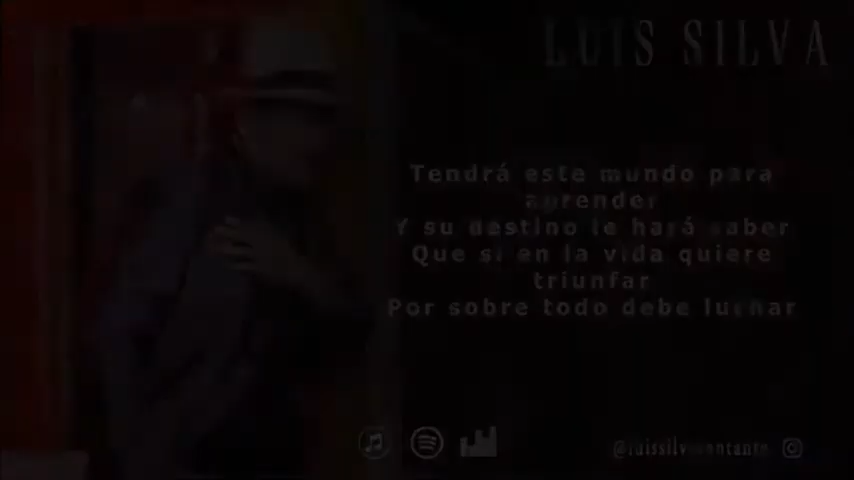 LUIS SILVA
Tendrá este mundo para
aprender
Y su destino le hará saber
Que si en la vida quiere
triunfar
Por sobre todo debe luchar
@luissilvacantante